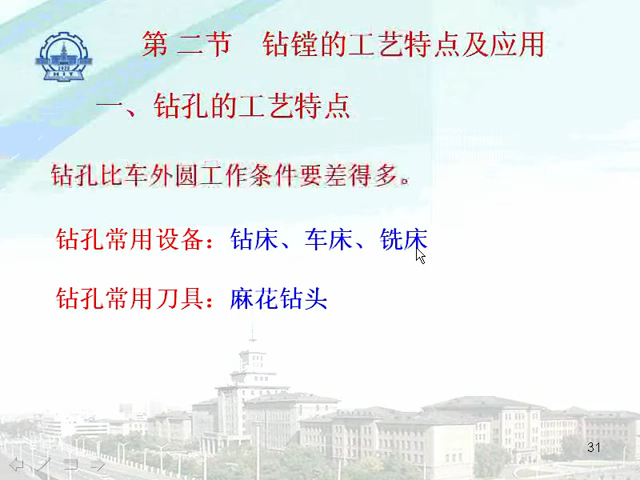 第 二节 钻镗的工艺特点及应用
一、钻孔的工艺特点
钻孔比车外圆工作条件要差得多。
钻孔常用设备：钻床、车床、铣床
钻孔常用刀具：麻花钻头
31